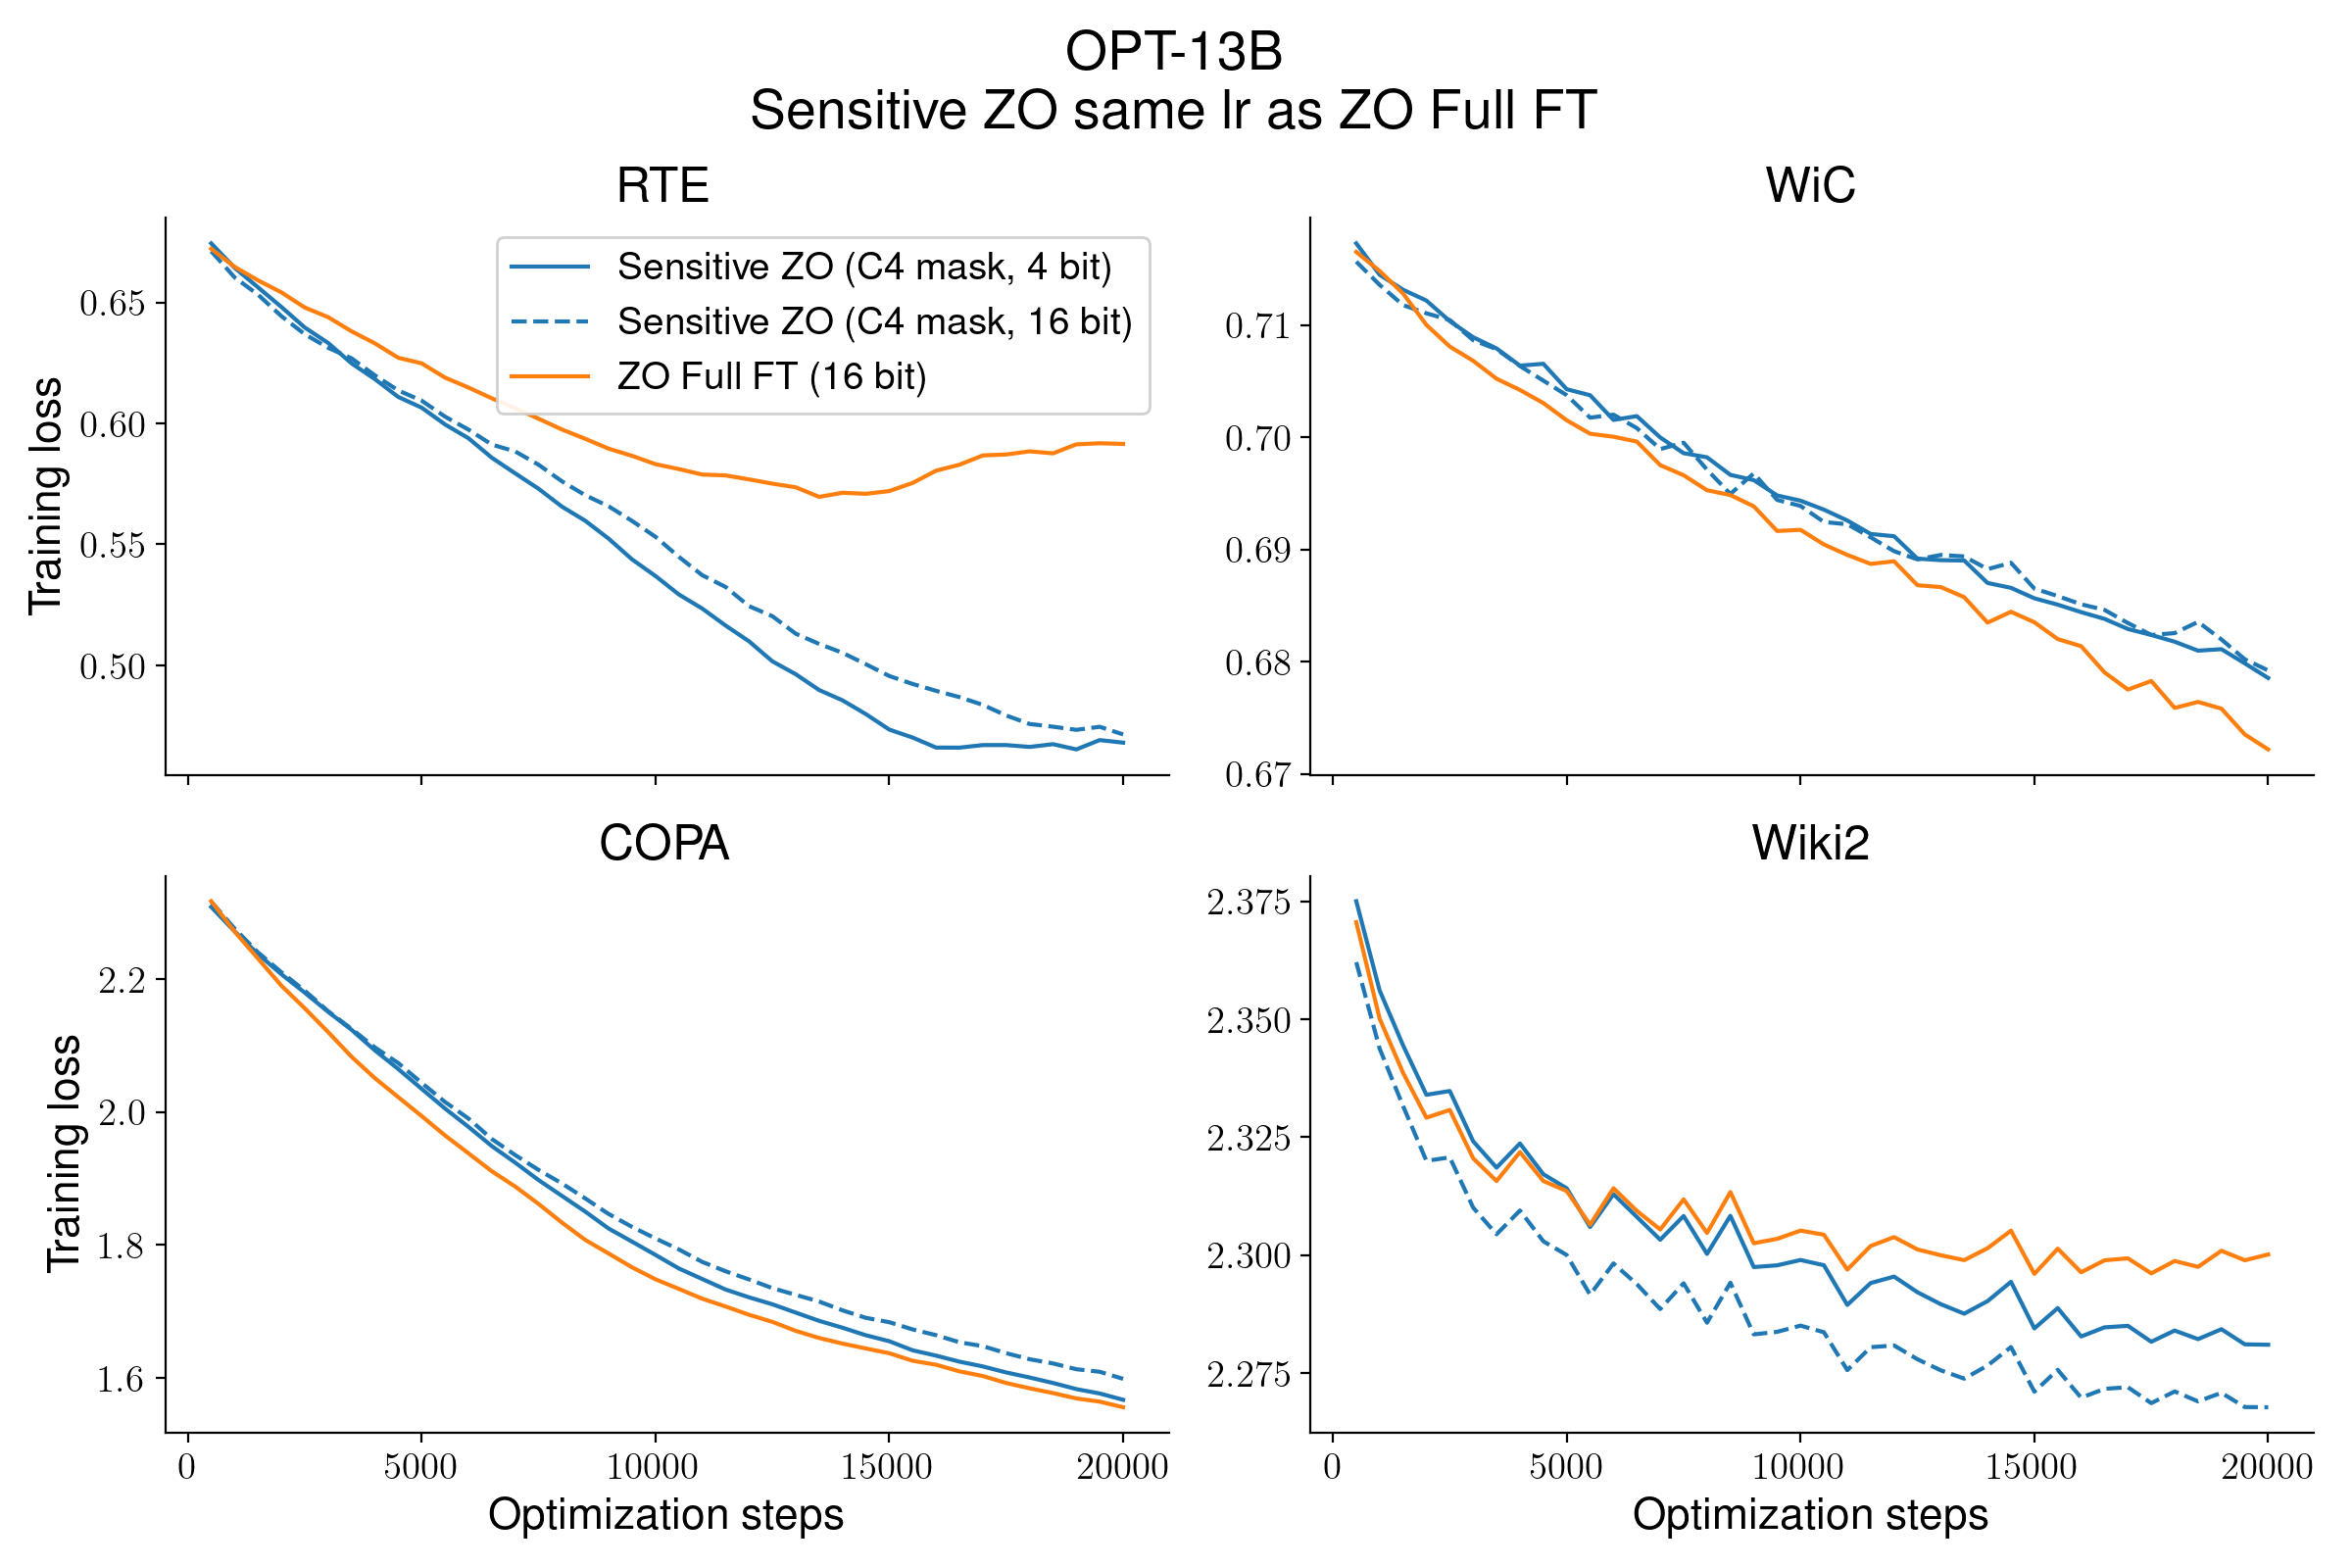 OPT-13B
Sensitive ZO same lr as ZO Full FT
RTE
Sensitive ZO (C4 mask, 4 bit)
Sensitive ZO (C4 mask, 16 bit)
ZO Full FT (16 bit)
Training loss
0.65
0.60
0.55
0.50
WiC
0.71
0.70
0.69
0.68
0.67
COPA
Training loss
2.2
2.0
1.8
1.6
0 5000 10000 15000 20000
Optimization steps
Wiki2
2.375
2.350
2.325
2.300
2.275
0 5000 10000 15000 20000
Optimization steps